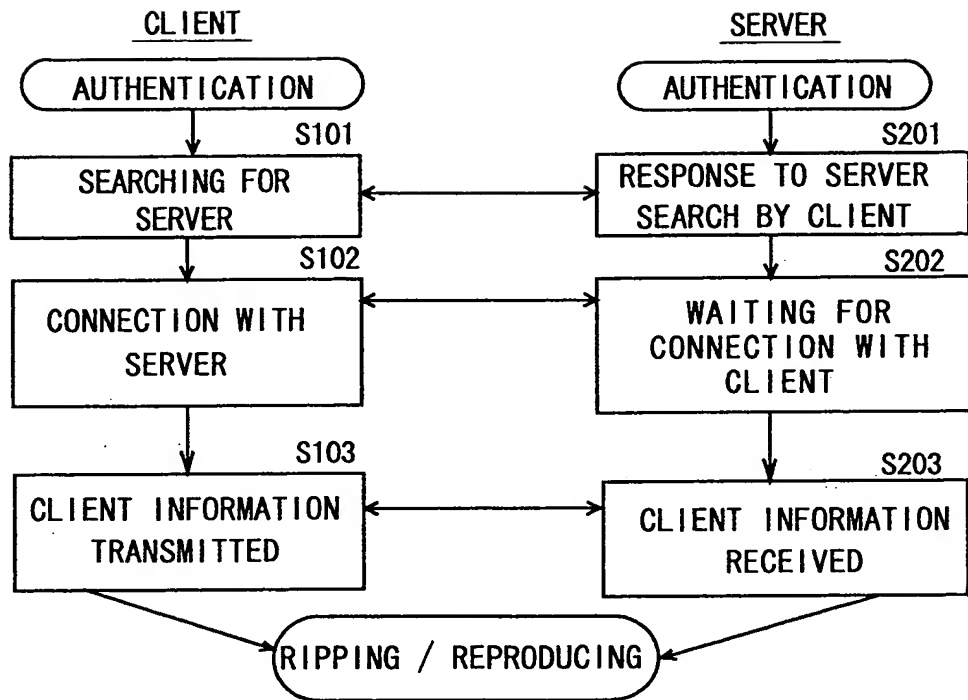 CLIENT
SERVER
AUTHENTICATION
AUTHENTICATION
S101
S201
SEARCHING FOR
SERVER
RESPONSE TO SERVER
SEARCH BY CLIENT
S102
S202
CONNECTION WITH
SERVER
WAITING FOR
CONNECTION WITH
CLIENT
S103
S203
CLIENT INFORMATION
TRANSMITTED
CLIENT INFORMATION
RECEIVED
RIPPING / REPRODUCING